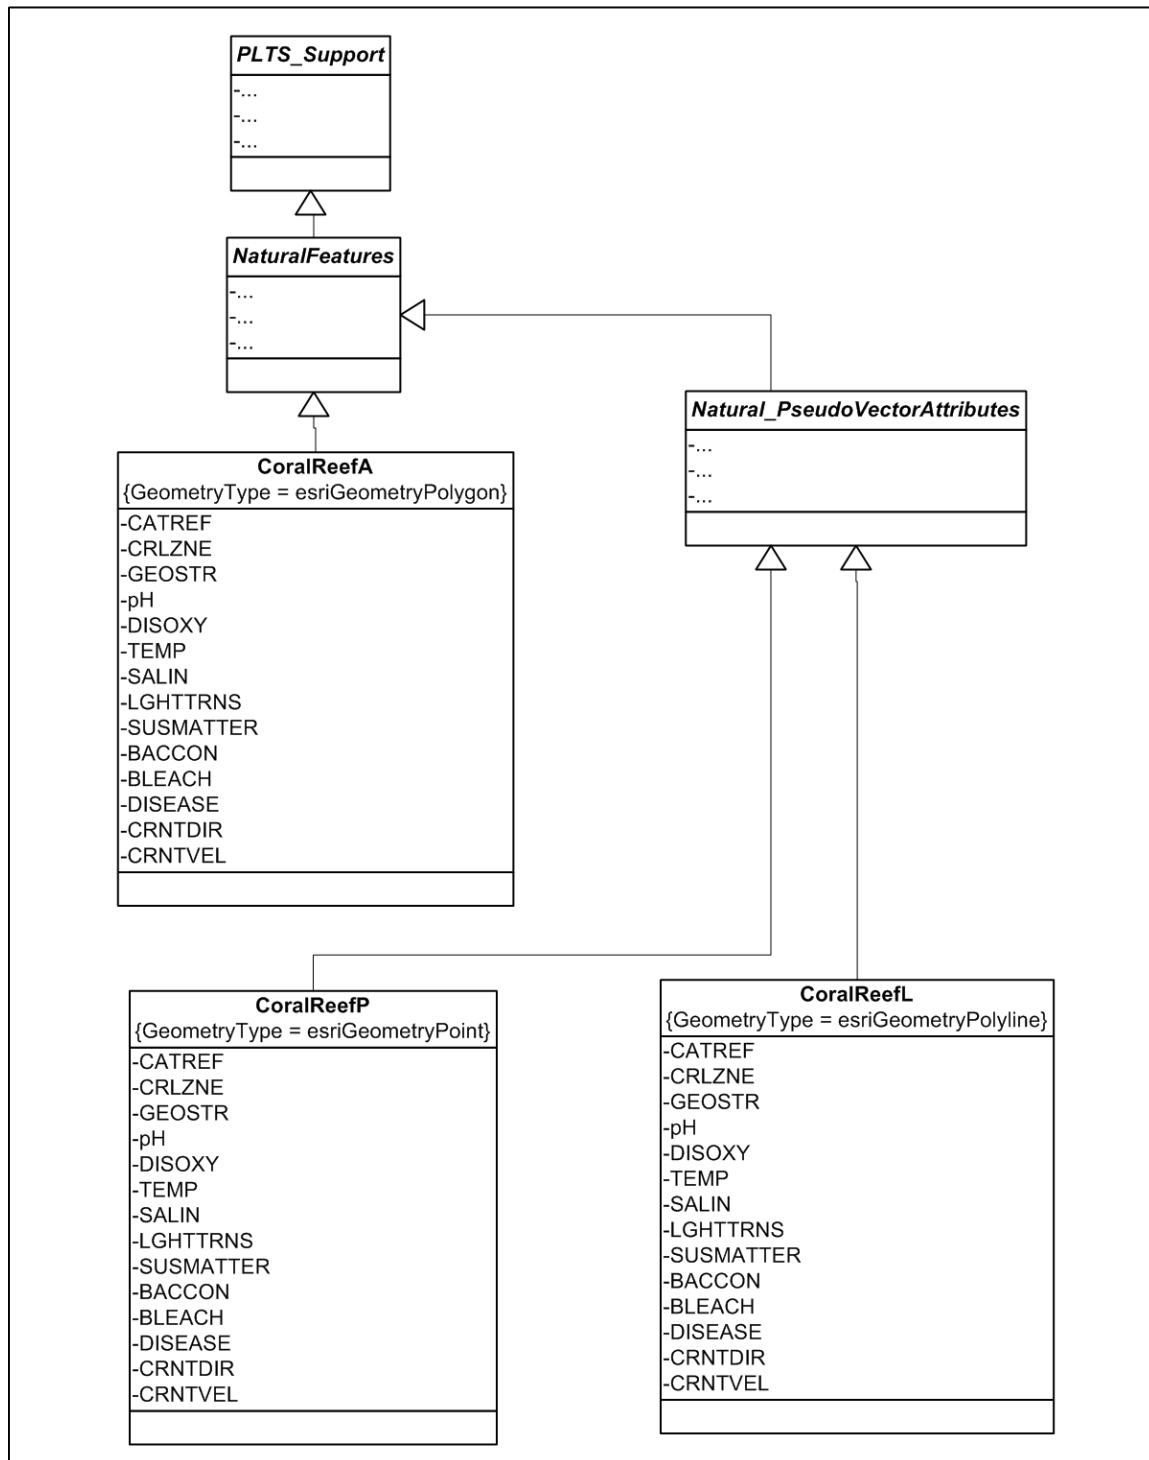 PLTS_Support
-...
-...
-...
NaturalFeatures
-...
-...
-...
Natural_PseudoVectorAttributes
-...
-...
-...
CoralReefA
{GeometryType = esriGeometryPolygon}
-CATREF
-CRLZNE
-GEOSTR
-pH
-DISOXY
-TEMP
-SALIN
-LGHTTRNS
-SUSMATTER
-BACCON
-BLEACH
-DISEASE
-CRNTDIR
-CRNTVEL
CoralReefP
{GeometryType = esriGeometryPoint}
-CATREF
-CRLZNE
-GEOSTR
-pH
-DISOXY
-TEMP
-SALIN
-LGHTTRNS
-SUSMATTER
-BACCON
-BLEACH
-DISEASE
-CRNTDIR
-CRNTVEL
CoralReefL
{GeometryType = esriGeometryPolyline}
-CATREF
-CRLZNE
-GEOSTR
-pH
-DISOXY
-TEMP
-SALIN
-LGHTTRNS
-SUSMATTER
-BACCON
-BLEACH
-DISEASE
-CRNTDIR
-CRNTVEL